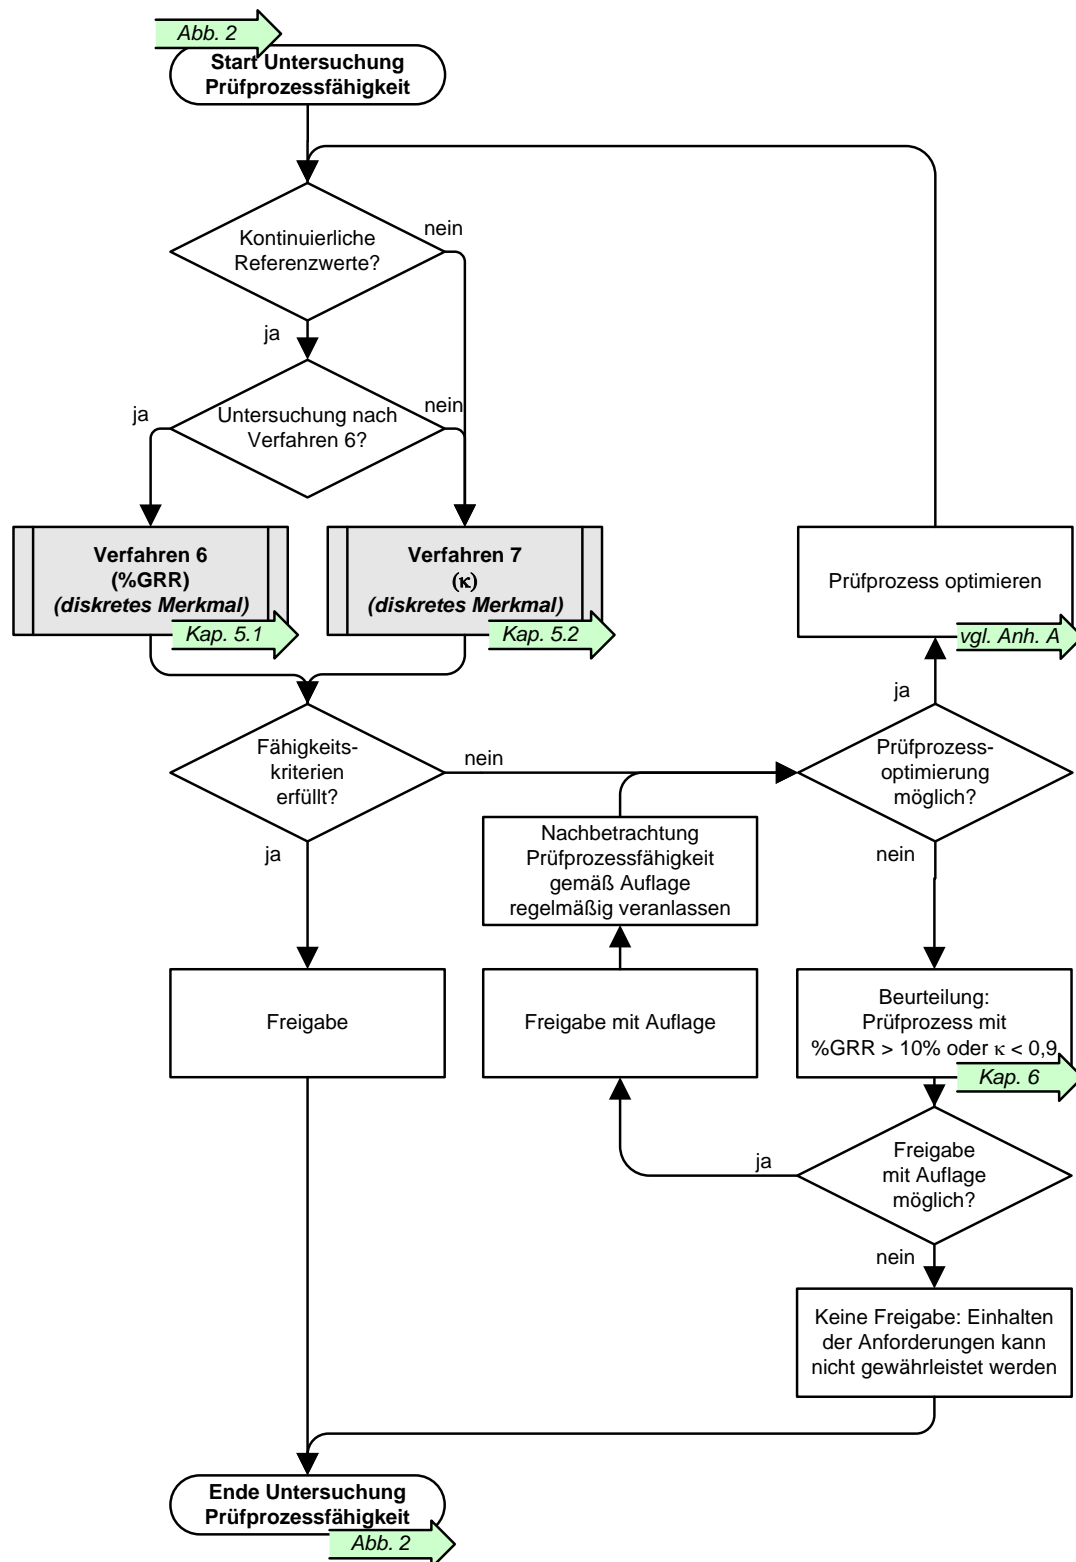 Abb. 2
Start Untersuchung
Prüfprozessfähigkeit
Kontinuierliche
Referenzwerte?
nein
ja
Untersuchung nach
Verfahren 6?
ja
nein
Verfahren 6
(%GRR)
(diskretes Merkmal)
Kap. 5.1
Verfahren 7
(κ)
(diskretes Merkmal)
Kap. 5.2
Prüfprozess optimieren
vgl. Anh. A
ja
Fähigkeits-
kriterien
erfüllt?
nein
Prüfprozess-
optimierung
möglich?
ja
nein
Nachbetrachtung
Prüfprozessfähigkeit
gemäß Auflage
regelmäßig veranlassen
Freigabe
Freigabe mit Auflage
Beurteilung:
Prüfprozess mit
%GRR > 10% oder κ < 0,9
Kap. 6
ja
Freigabe
mit Auflage
möglich?
nein
Keine Freigabe: Einhalten
der Anforderungen kann
nicht gewährleistet werden
Ende Untersuchung
Prüfprozessfähigkeit
Abb. 2